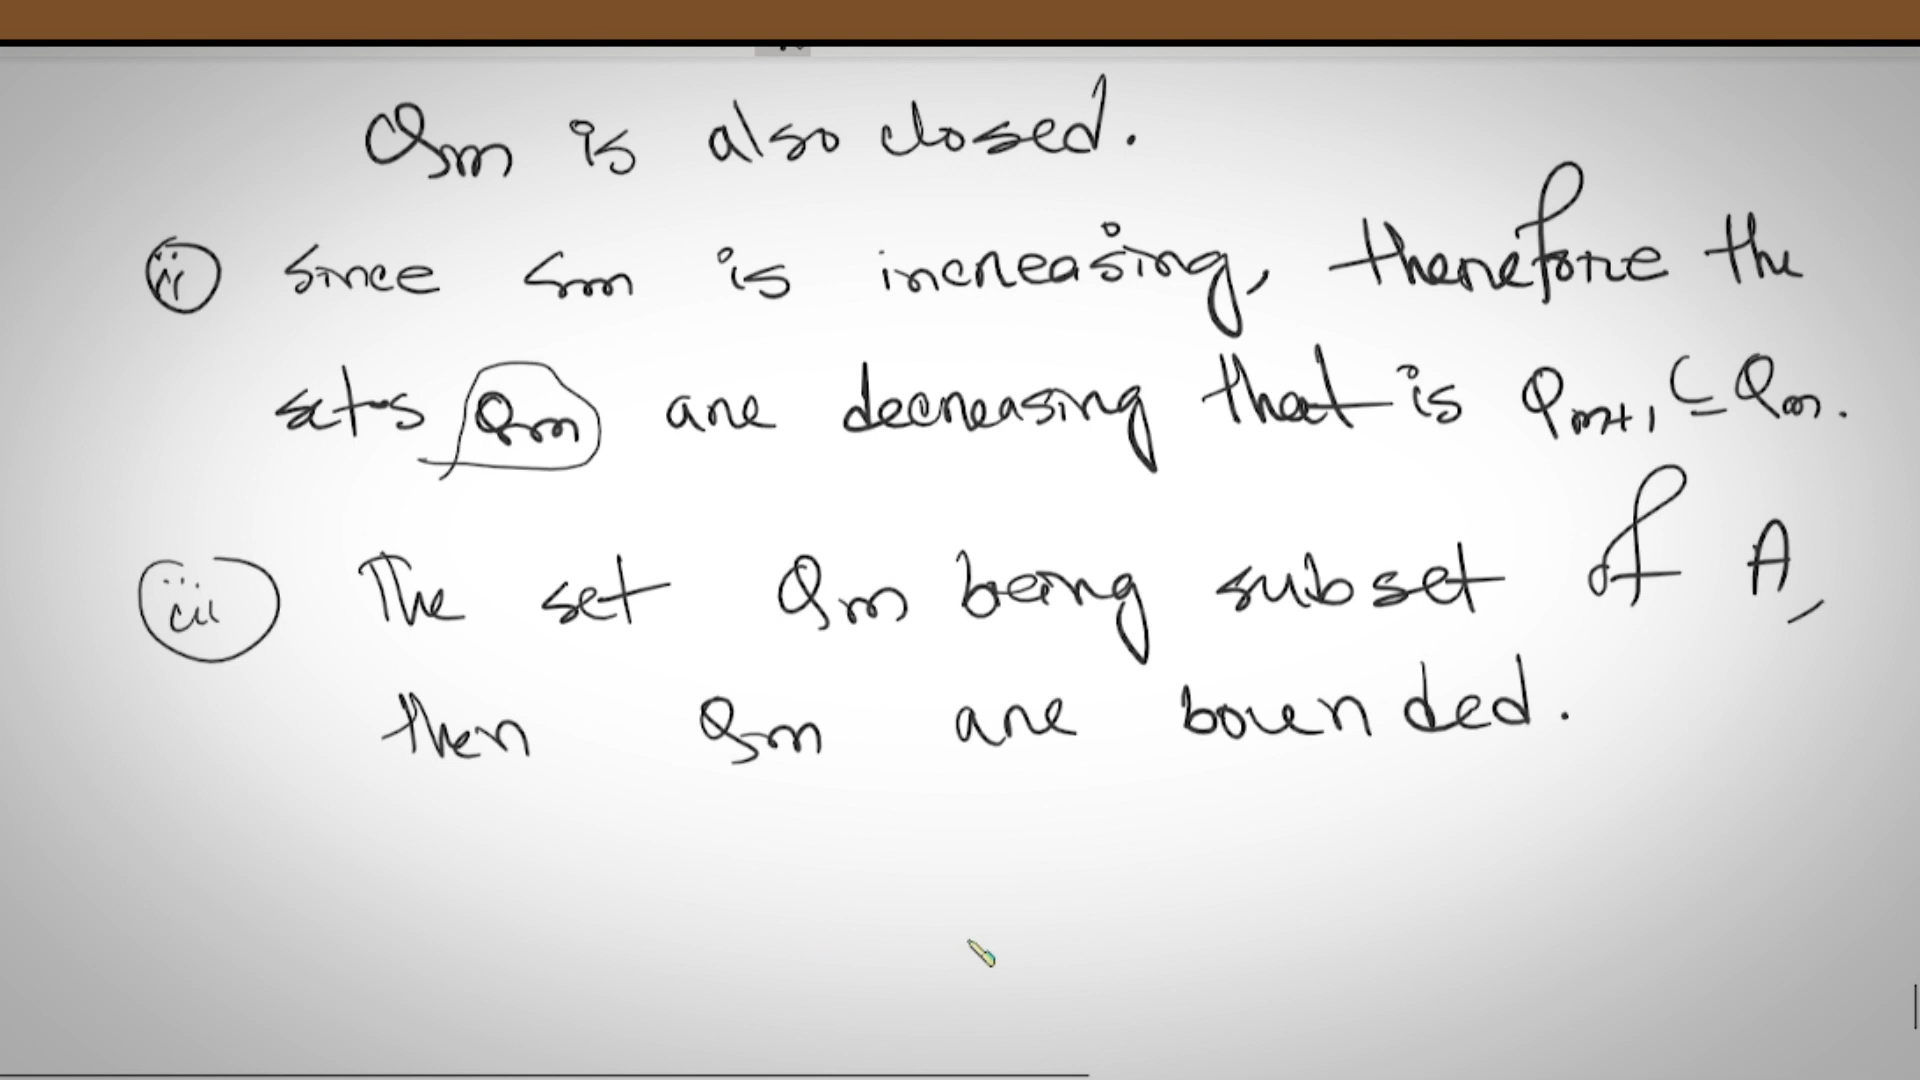 Qm is also closed.
(ii) since Sm is increasing, therefore the
sets Qm are decreasing that is Qm+1 ⊆ Qm.
(iii) The set Qm being subset of A,
then Qm are bounded.